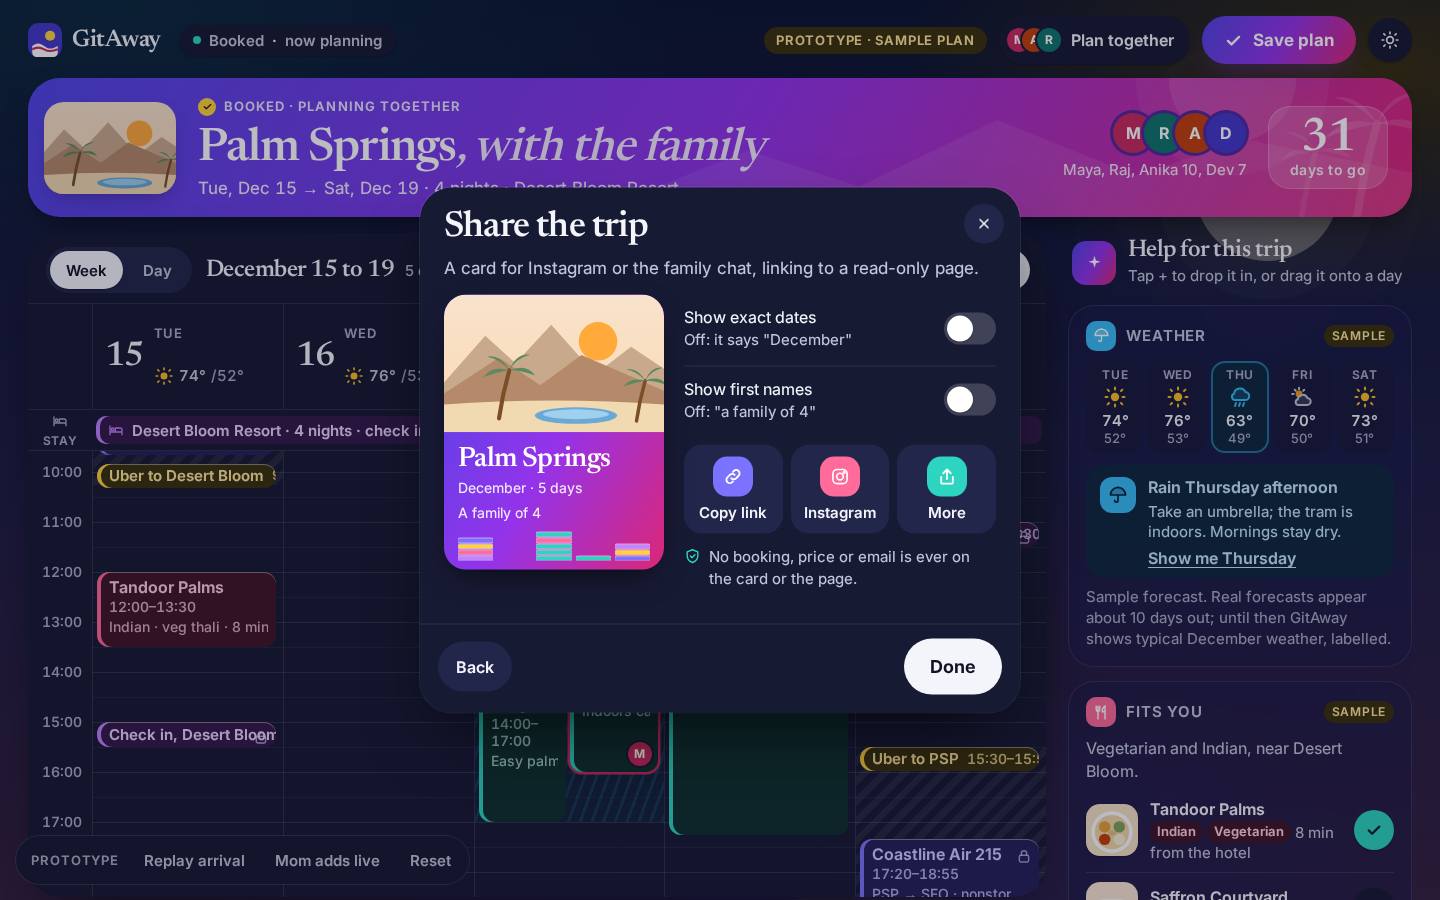 GitAway
Booked · now planning
PROTOTYPE · SAMPLE PLAN
A
R
Plan together
Save plan
BOOKED · PLANNING TOGETHER
Palm Springs, with the family
Tue, Dec 15 → Sat, Dec 19 · 4 nights · Desert Bloom Resort
M R A D
Maya, Raj, Anika 10, Dev 7
31
days to go
Week
Day
December 15 to 19
15
TUE
74° /52°
16
WED
76°
STAY
Desert Bloom Resort · 4 nights · check
10:00
Uber to Desert Bloom
11:00
12:00
Tandoor Palms
12:00–13:30
Indian · veg thali · 8 min
13:00
14:00
15:00
Check in, Desert Bloom
16:00
17:00
14:00–
17:00
Easy palm
M
Uber to PSP
Coastline Air 215
17:20–18:55
PSP → SFO · nonstop
PROTOTYPE
Replay arrival
Mom adds live
Reset
Share the trip
A card for Instagram or the family chat, linking to a read-only page.
Palm Springs
December · 5 days
A family of 4
Show exact dates
Off: it says "December"
Show first names
Off: "a family of 4"
Copy link
Instagram
More
No booking, price or email is ever on
the card or the page.
Back
Done
Help for this trip
Tap + to drop it in, or drag it onto a day
WEATHER
SAMPLE
TUE WED THU FRI SAT
74° 76° 63° 70° 73°
52° 53° 49° 50° 51°
Rain Thursday afternoon
Take an umbrella; the tram is
indoors. Mornings stay dry.
Show me Thursday
Sample forecast. Real forecasts appear
about 10 days out; until then GitAway
shows typical December weather, labelled.
FITS YOU
SAMPLE
Vegetarian and Indian, near Desert
Bloom.
Tandoor Palms
Indian Vegetarian 8 min
from the hotel
Saffron Courtyard